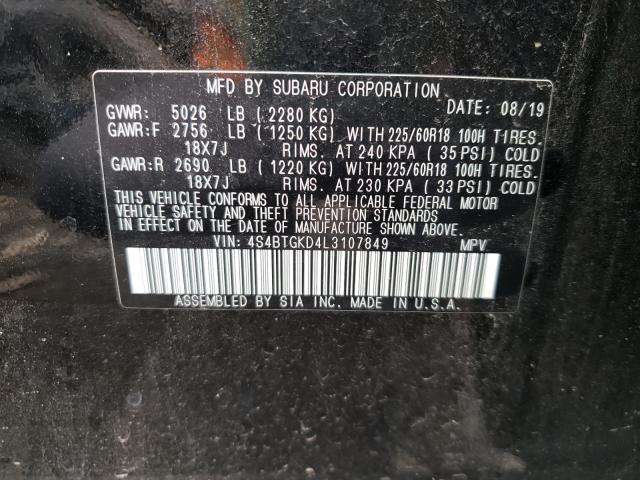 MFD BY SUBARU CORPORATION
GVWR: 5026 LB ( 2280 KG) DATE: 08/19
GAWR:F 2756 LB ( 1250 KG) WITH 225/60R18 100H TIRES.
18X7J RIMS. AT 240 KPA ( 35 PSI) COLD
GAWR:R 2690 LB ( 1220 KG) WITH 225/60R18 100H TIRES.
18X7J RIMS. AT 230 KPA ( 33 PSI) COLD
THIS VEHICLE CONFORMS TO ALL APPLICABLE FEDERAL MOTOR
VEHICLE SAFETY AND THEFT PREVENTION STANDARDS
IN EFFECT ON THE DATE OF MANUFACTURE SHOWN ABOVE.
VIN: 4S4BTGKD4L3107849 MPV
ASSEMBLED BY SIA INC. MADE IN U.S.A.